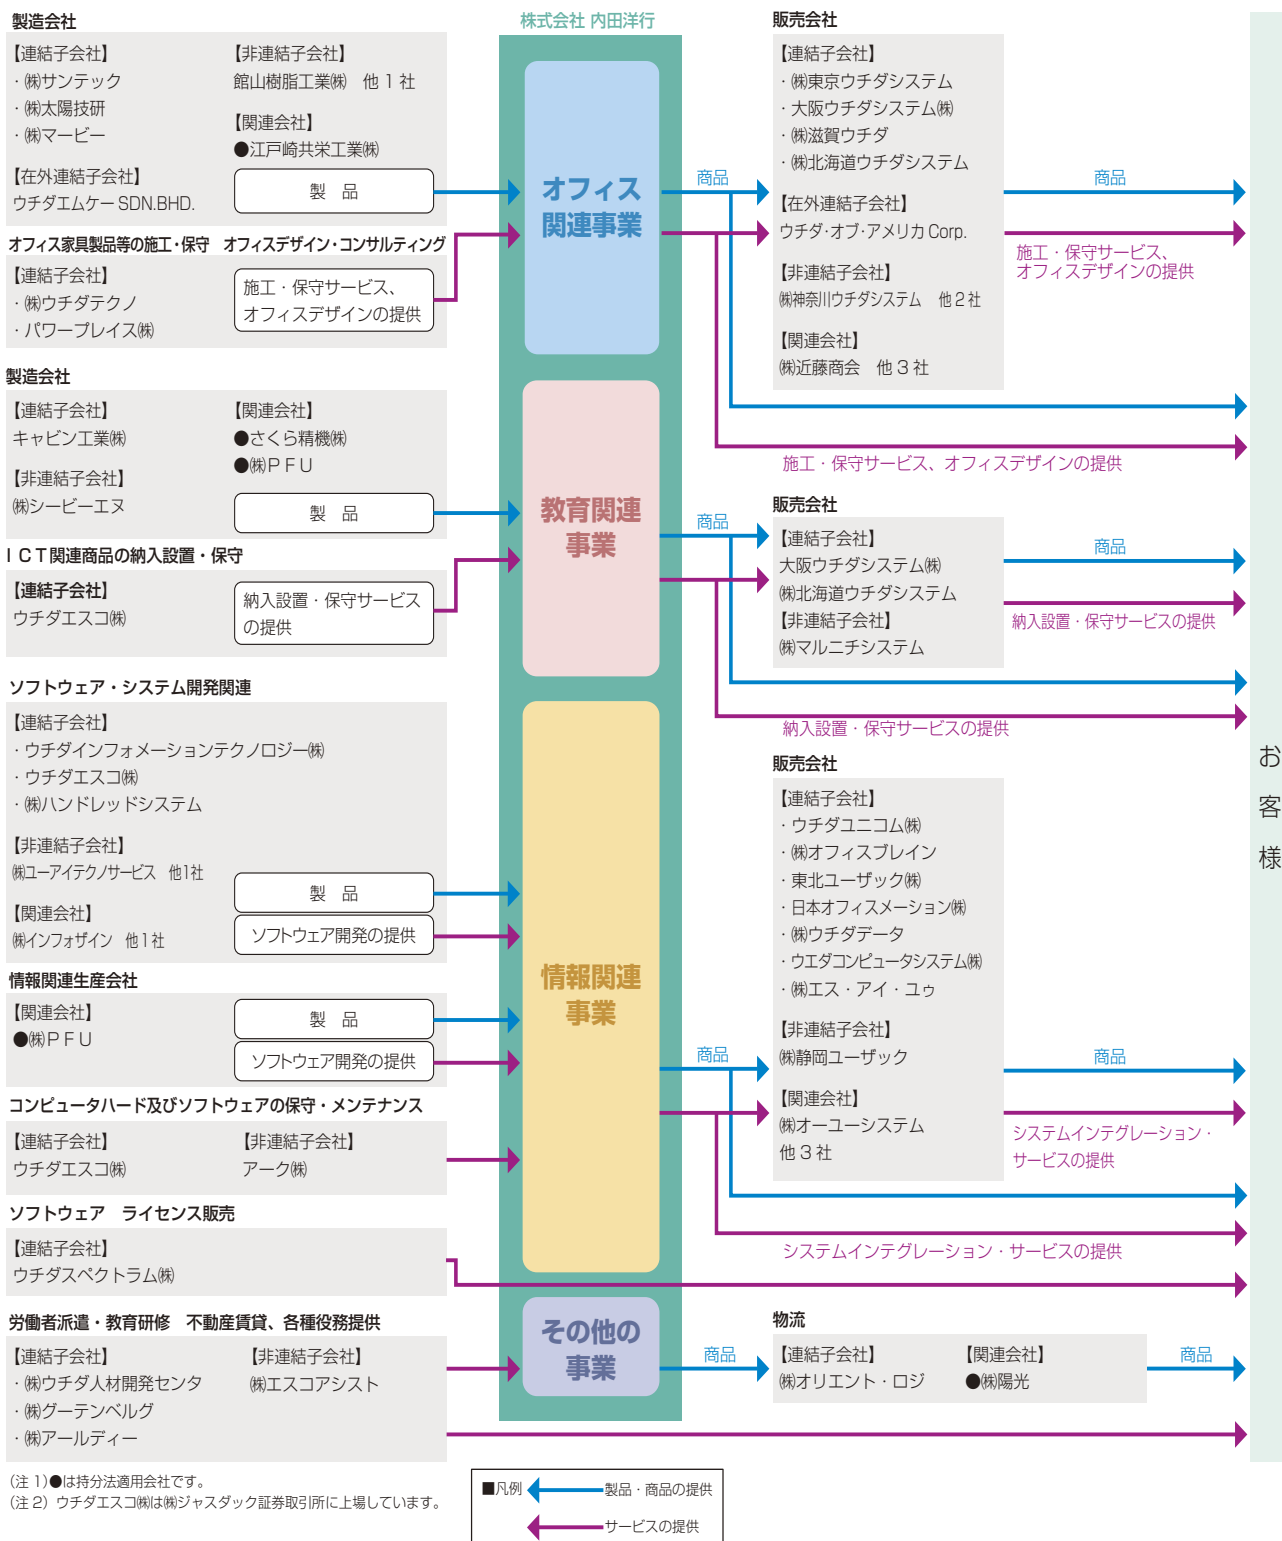 株式会社 内田洋行
製造会社
【連結子会社】
・㈱サンテック
・㈱太陽技研
・㈱マービー
【在外連結子会社】
ウチダエムケー SDN.BHD.
【非連結子会社】
館山樹脂工業㈱　他 1 社
【関連会社】
●江戸崎共栄工業㈱
製　品
オフィス家具製品等の施工・保守　オフィスデザイン・コンサルティング
【連結子会社】
・㈱ウチダテクノ
・パワープレイス㈱
施工・保守サービス、
オフィスデザインの提供
オフィス
関連事業
商品
販売会社
【連結子会社】
・㈱東京ウチダシステム
・大阪ウチダシステム㈱
・㈱滋賀ウチダ
・㈱北海道ウチダシステム
【在外連結子会社】
ウチダ・オブ・アメリカ Corp.
【非連結子会社】
㈱神奈川ウチダシステム　他 2 社
【関連会社】
㈱近藤商会　他 3 社
商品
施工・保守サービス、
オフィスデザインの提供
施工・保守サービス、オフィスデザインの提供
製造会社
【連結子会社】
キャビン工業㈱
【非連結子会社】
㈱シービーエヌ
【関連会社】
●さくら精機㈱
●㈱ＰＦＵ
製　品
ＩＣＴ関連商品の納入設置・保守
【連結子会社】
ウチダエスコ㈱
納入設置・保守サービス
の提供
教育関連
事業
商品
販売会社
【連結子会社】
大阪ウチダシステム㈱
㈱北海道ウチダシステム
【非連結子会社】
㈱マルニチシステム
商品
納入設置・保守サービスの提供
納入設置・保守サービスの提供
ソフトウェア・システム開発関連
【連結子会社】
・ウチダインフォメーションテクノロジー㈱
・ウチダエスコ㈱
・㈱ハンドレッドシステム
【非連結子会社】
㈱ユーアイテクノサービス　他1社
【関連会社】
㈱インフォザイン　他 1 社
製　品
ソフトウェア開発の提供
情報関連生産会社
【関連会社】
●㈱ＰＦＵ
製　品
ソフトウェア開発の提供
コンピュータハード及びソフトウェアの保守・メンテナンス
【連結子会社】
ウチダエスコ㈱
【非連結子会社】
アーク㈱
ソフトウェア　ライセンス販売
【連結子会社】
ウチダスペクトラム㈱
情報関連
事業
商品
販売会社
【連結子会社】
・ウチダユニコム㈱
・㈱オフィスブレイン
・東北ユーザック㈱
・日本オフィスメーション㈱
・㈱ウチダデータ
・ウエダコンピュータシステム㈱
・㈱エス・アイ・ユゥ
【非連結子会社】
㈱静岡ユーザック
【関連会社】
㈱オーユーシステム
他 3 社
商品
システムインテグレーション・
サービスの提供
システムインテグレーション・サービスの提供
労働者派遣・教育研修　不動産賃貸、各種役務提供
【連結子会社】
・㈱ウチダ人材開発センタ
・㈱グーテンベルグ
・㈱アールディー
【非連結子会社】
㈱エスコアシスト
その他の
事業
商品
物流
【連結子会社】
㈱オリエント・ロジ
【関連会社】
●㈱陽光
商品
お客様
(注 1)●は持分法適用会社です。
(注 2) ウチダエスコ㈱は㈱ジャスダック証券取引所に上場しています。
■凡例
製品・商品の提供
サービスの提供